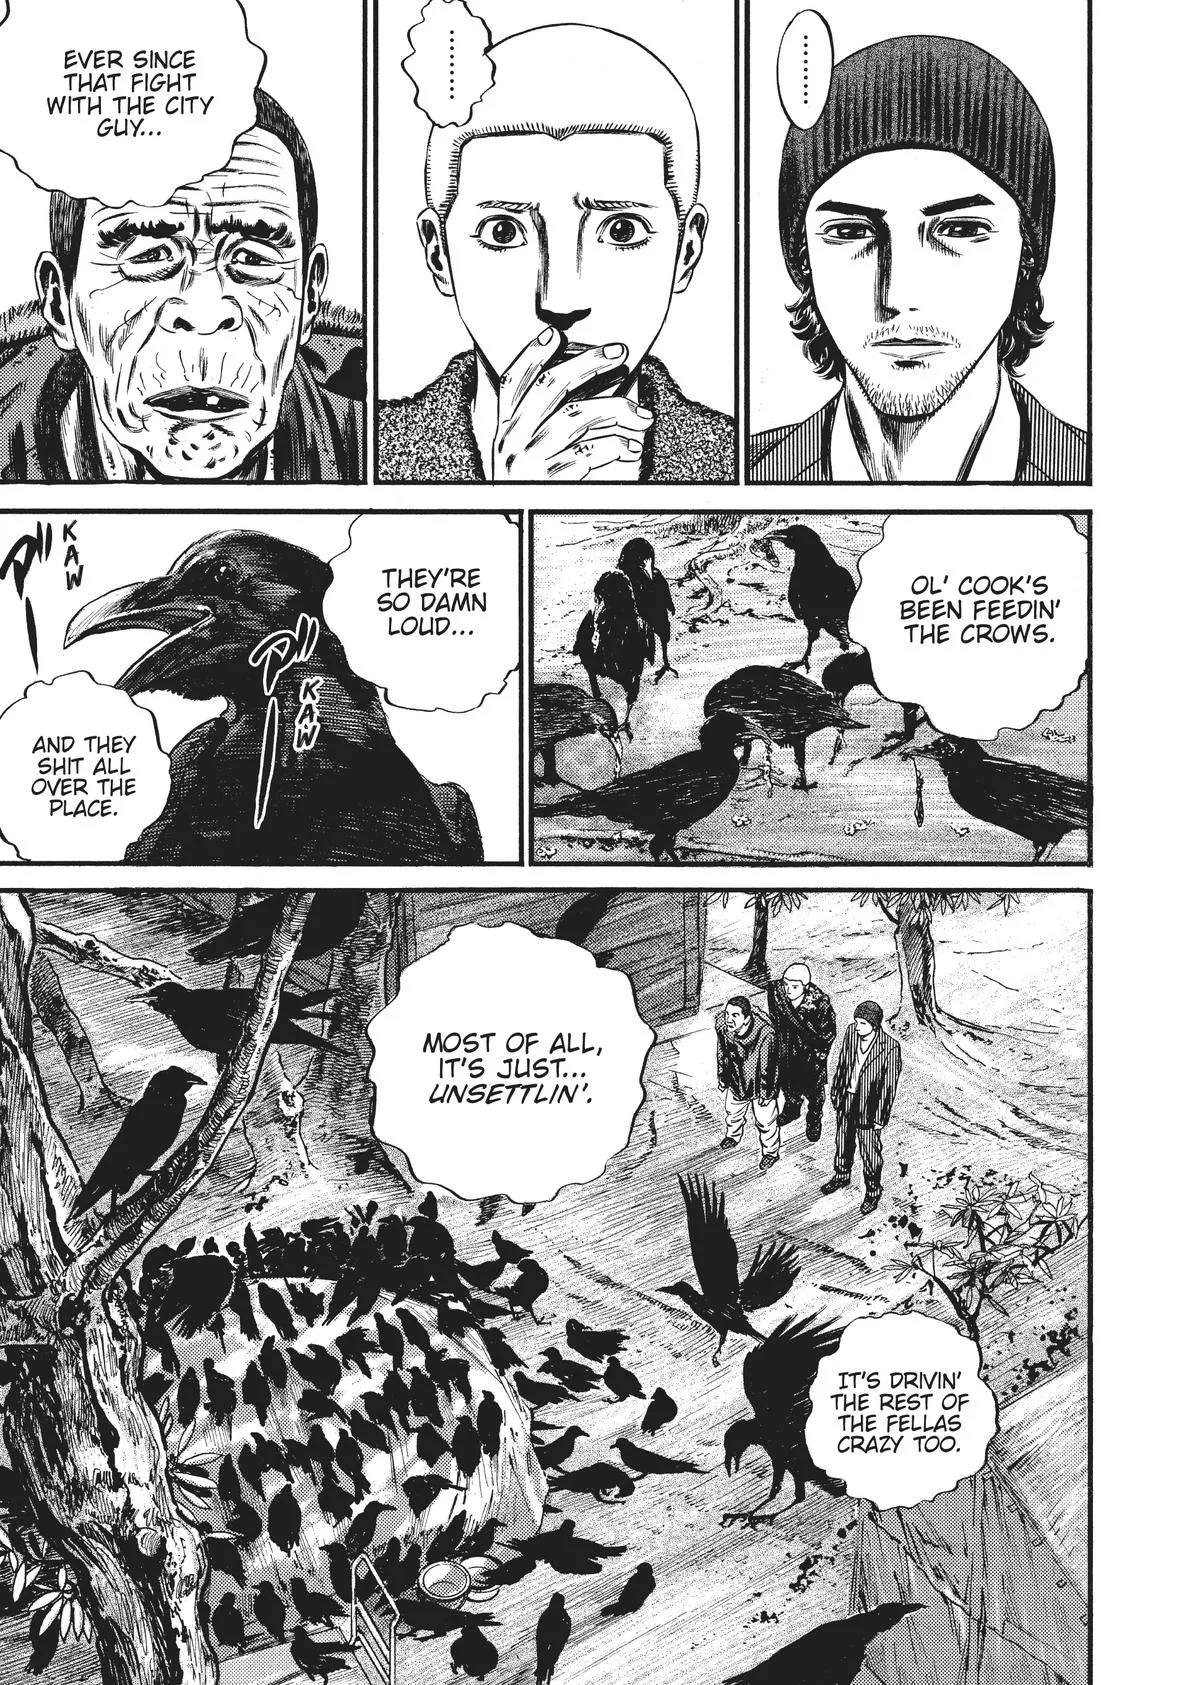 ………
………
EVER SINCE
THAT FIGHT
WITH THE CITY
GUY...
OL' COOK'S
BEEN FEEDIN'
THE CROWS.
THEY'RE
SO DAMN
LOUD...
KAW
KAW
AND THEY
SHIT ALL
OVER THE
PLACE.
MOST OF ALL,
IT'S JUST...
UNSETTLIN'.
IT'S DRIVIN'
THE REST OF
THE FELLAS
CRAZY TOO.